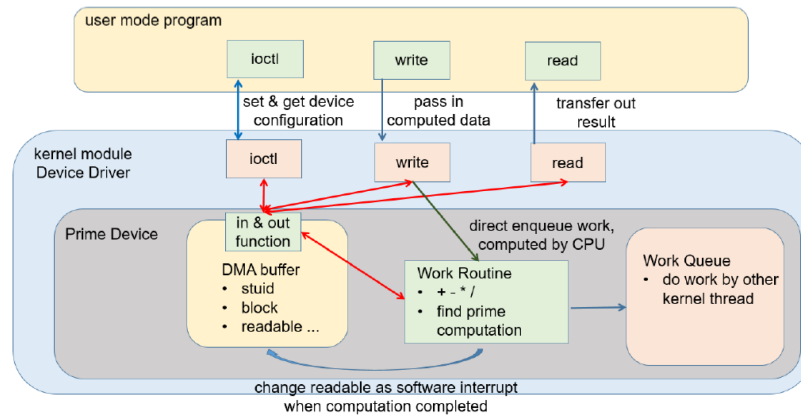 user mode program
ioctl
write
read
set & get device
configuration
pass in
computed data
transfer out
result
kernel module
Device Driver
ioctl
write
read
Prime Device
in & out
function
direct enqueue work,
computed by CPU
DMA buffer
• stuid
• block
• readable ...
Work Routine
• + - * /
• find prime
computation
Work Queue
• do work by other
kernel thread
change readable as software interrupt
when computation completed